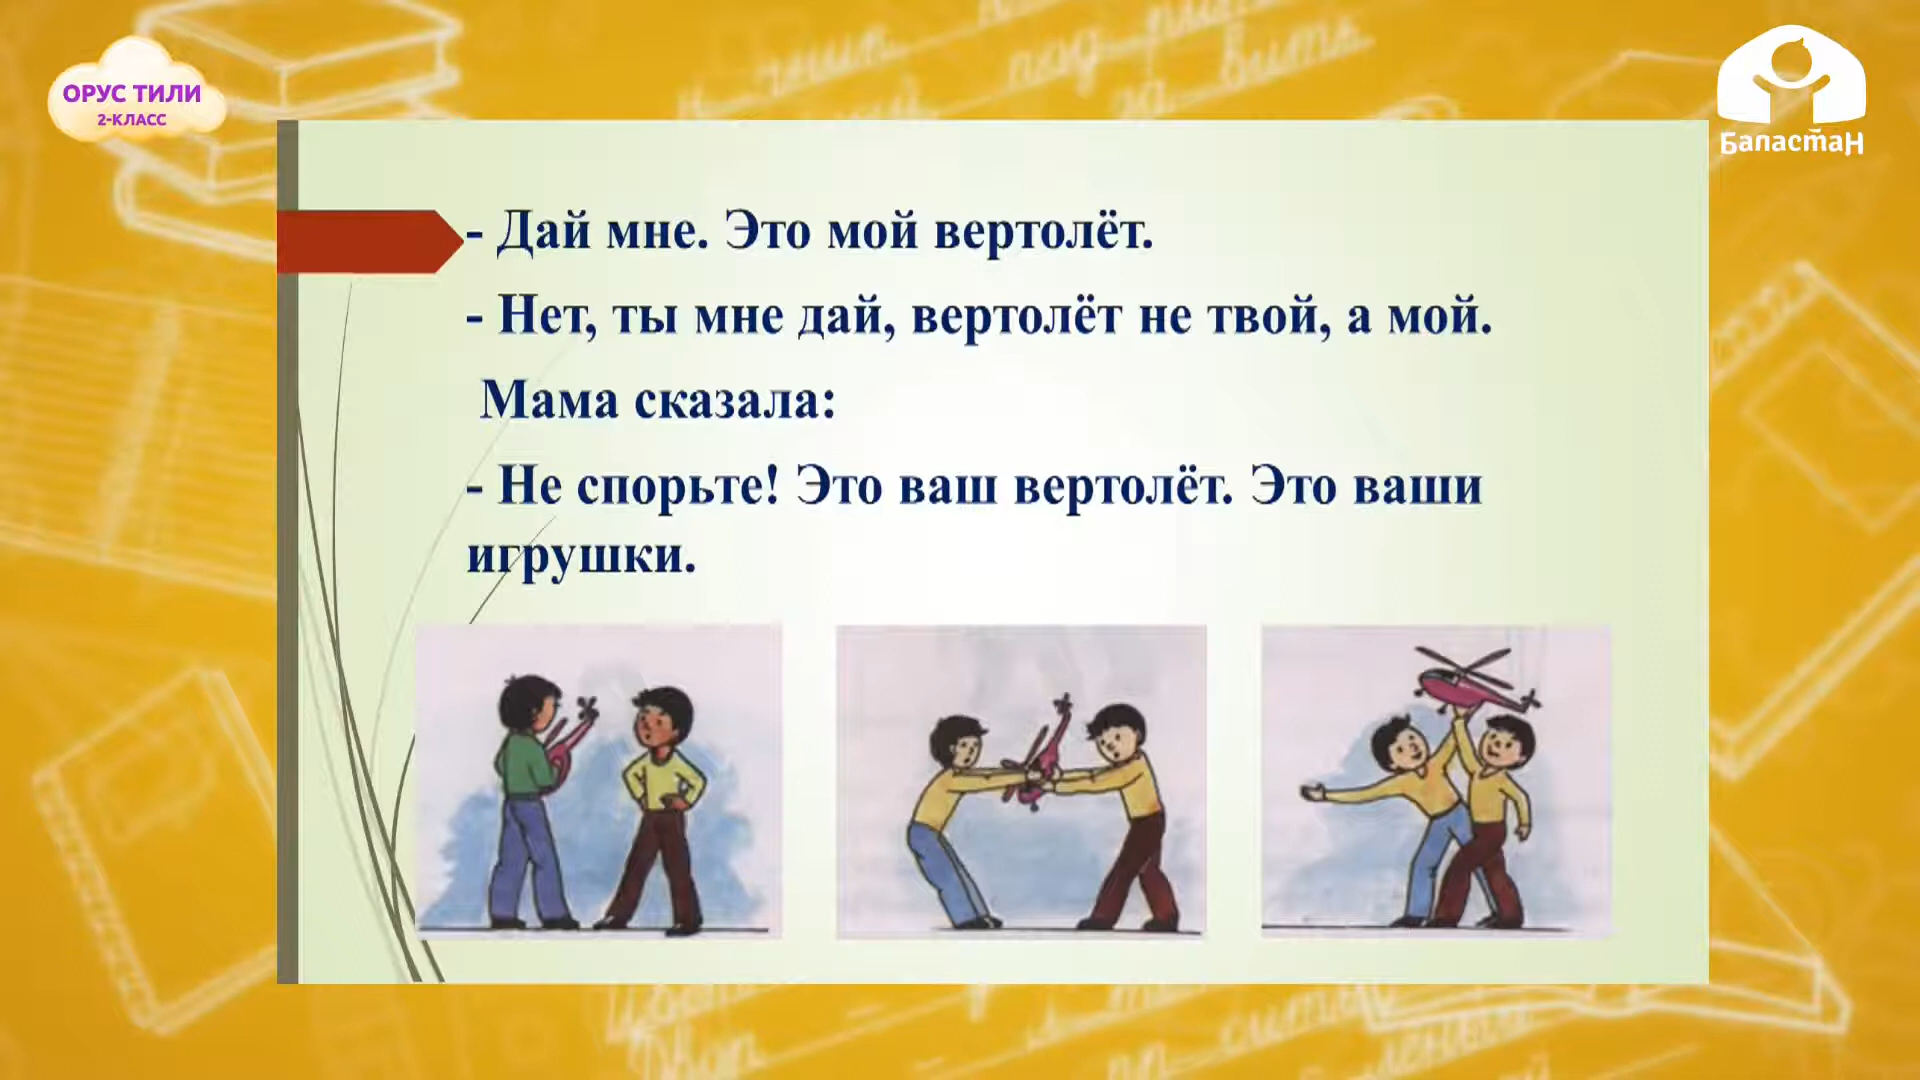 ОРУС ТИЛИ
2-КЛАСС
БаластаН
- Дай мне. Это мой вертолёт.
- Нет, ты мне дай, вертолёт не твой, а мой.
Мама сказала:
- Не спорьте! Это ваш вертолёт. Это ваши
игрушки.